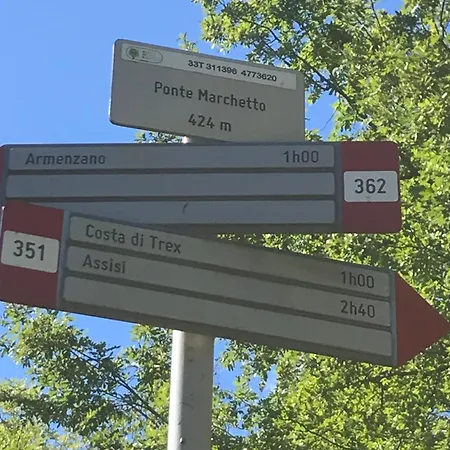 33T 311396 4773620
Ponte Marchetto
424 m
Armenzano 1h00
362
351
Costa di Trex 1h00
Assisi 2h40